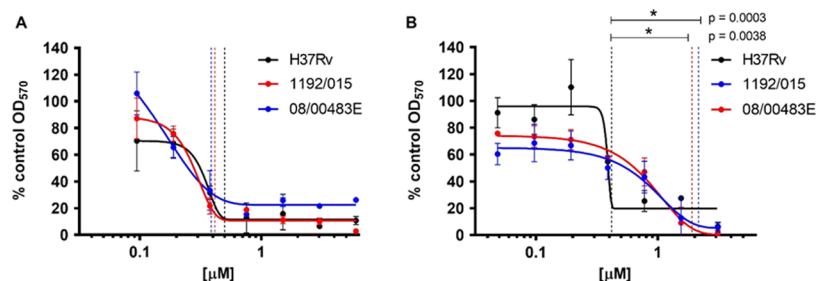 A
H37Rv
1192/015
08/00483E
% control OD570
140
120
100
80
60
40
20
0
0.1
1
[µM]
B
*
p = 0.0003
*
p = 0.0038
H37Rv
1192/015
08/00483E
% control OD570
140
120
100
80
60
40
20
0
0.1
1
[µM]